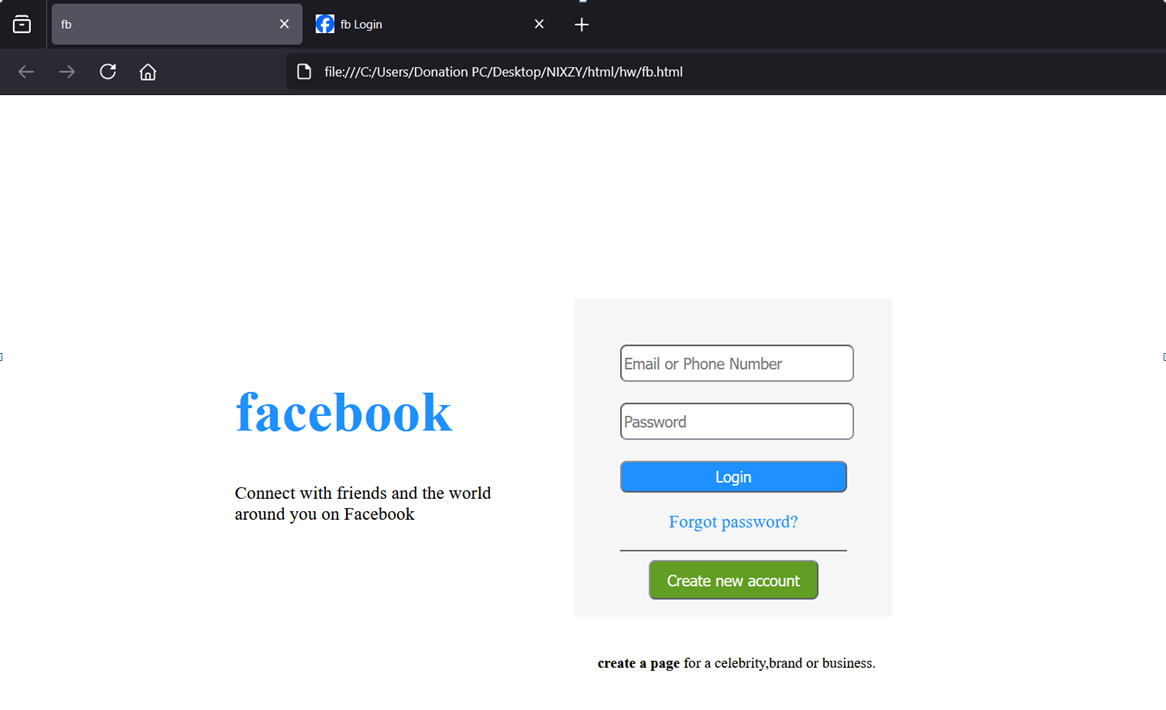 fb
fb Login
file:///C:/Users/Donation PC/Desktop/NIXZY/html/hw/fb.html
facebook
Connect with friends and the world
around you on Facebook
Email or Phone Number
Password
Login
Forgot password?
Create new account
create a page for a celebrity,brand or business.